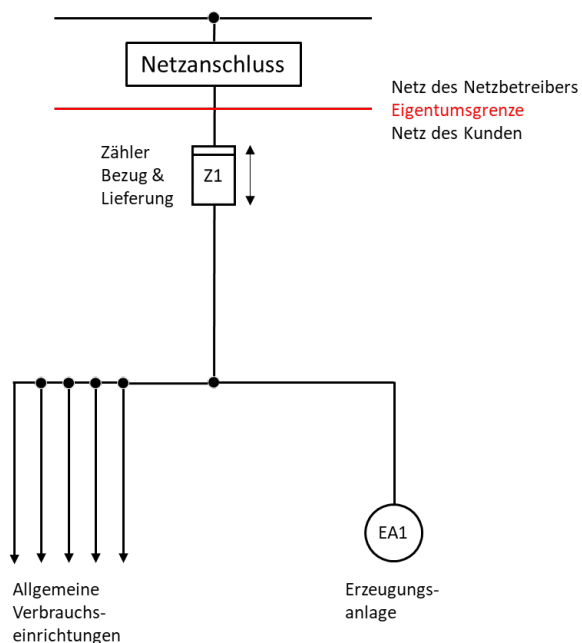 Netzanschluss
Netz des Netzbetreibers
Eigentumsgrenze
Netz des Kunden
Zähler
Bezug &
Lieferung
Z1
EA1
Allgemeine
Verbrauchs-
einrichtungen
Erzeugungs-
anlage